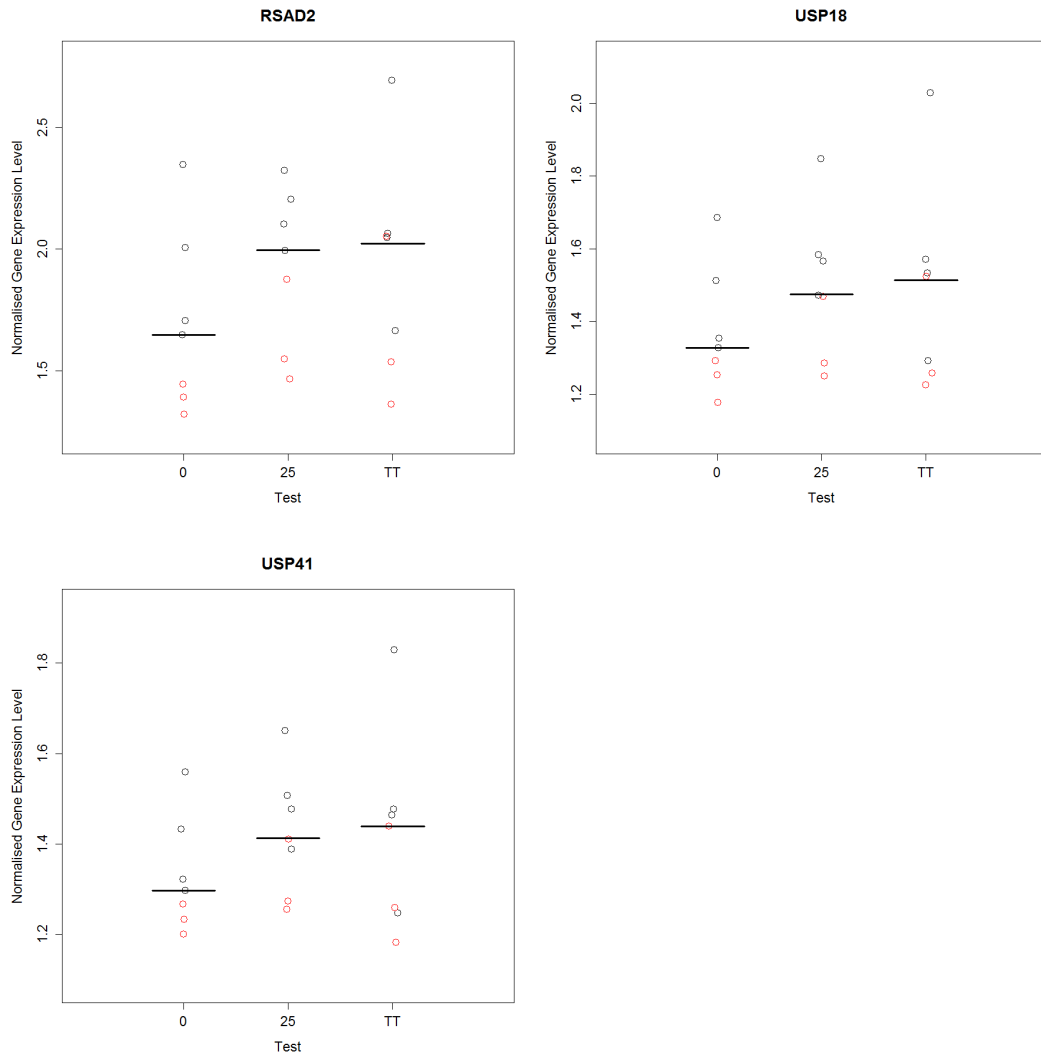 RSAD2
Normalised Gene Expression Level
2.5
2.0
1.5
0 25 TT
Test
USP18
Normalised Gene Expression Level
2.0
1.8
1.6
1.4
1.2
0 25 TT
Test
USP41
Normalised Gene Expression Level
1.8
1.6
1.4
1.2
0 25 TT
Test